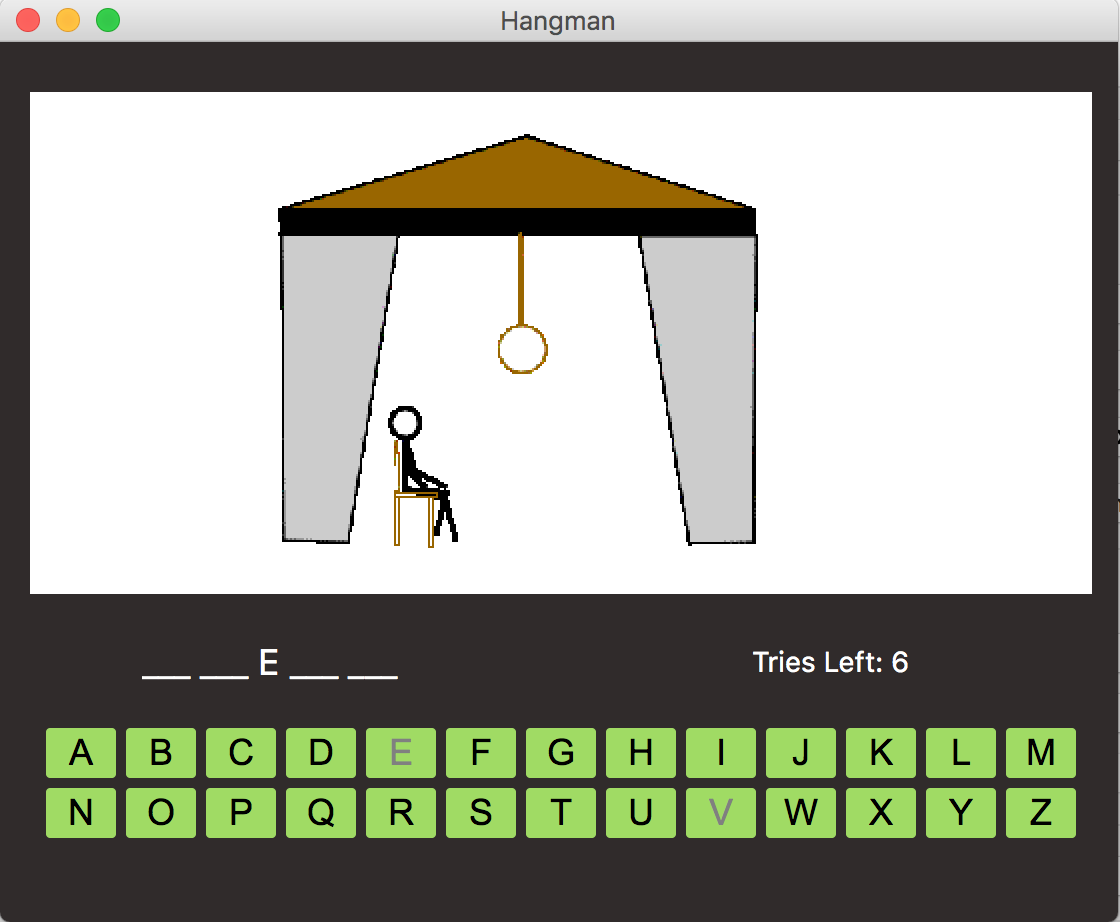 Hangman
___ ___ E ___ ___
Tries Left: 6
A B C D E F G H I J K L M
N O P Q R S T U V W X Y Z